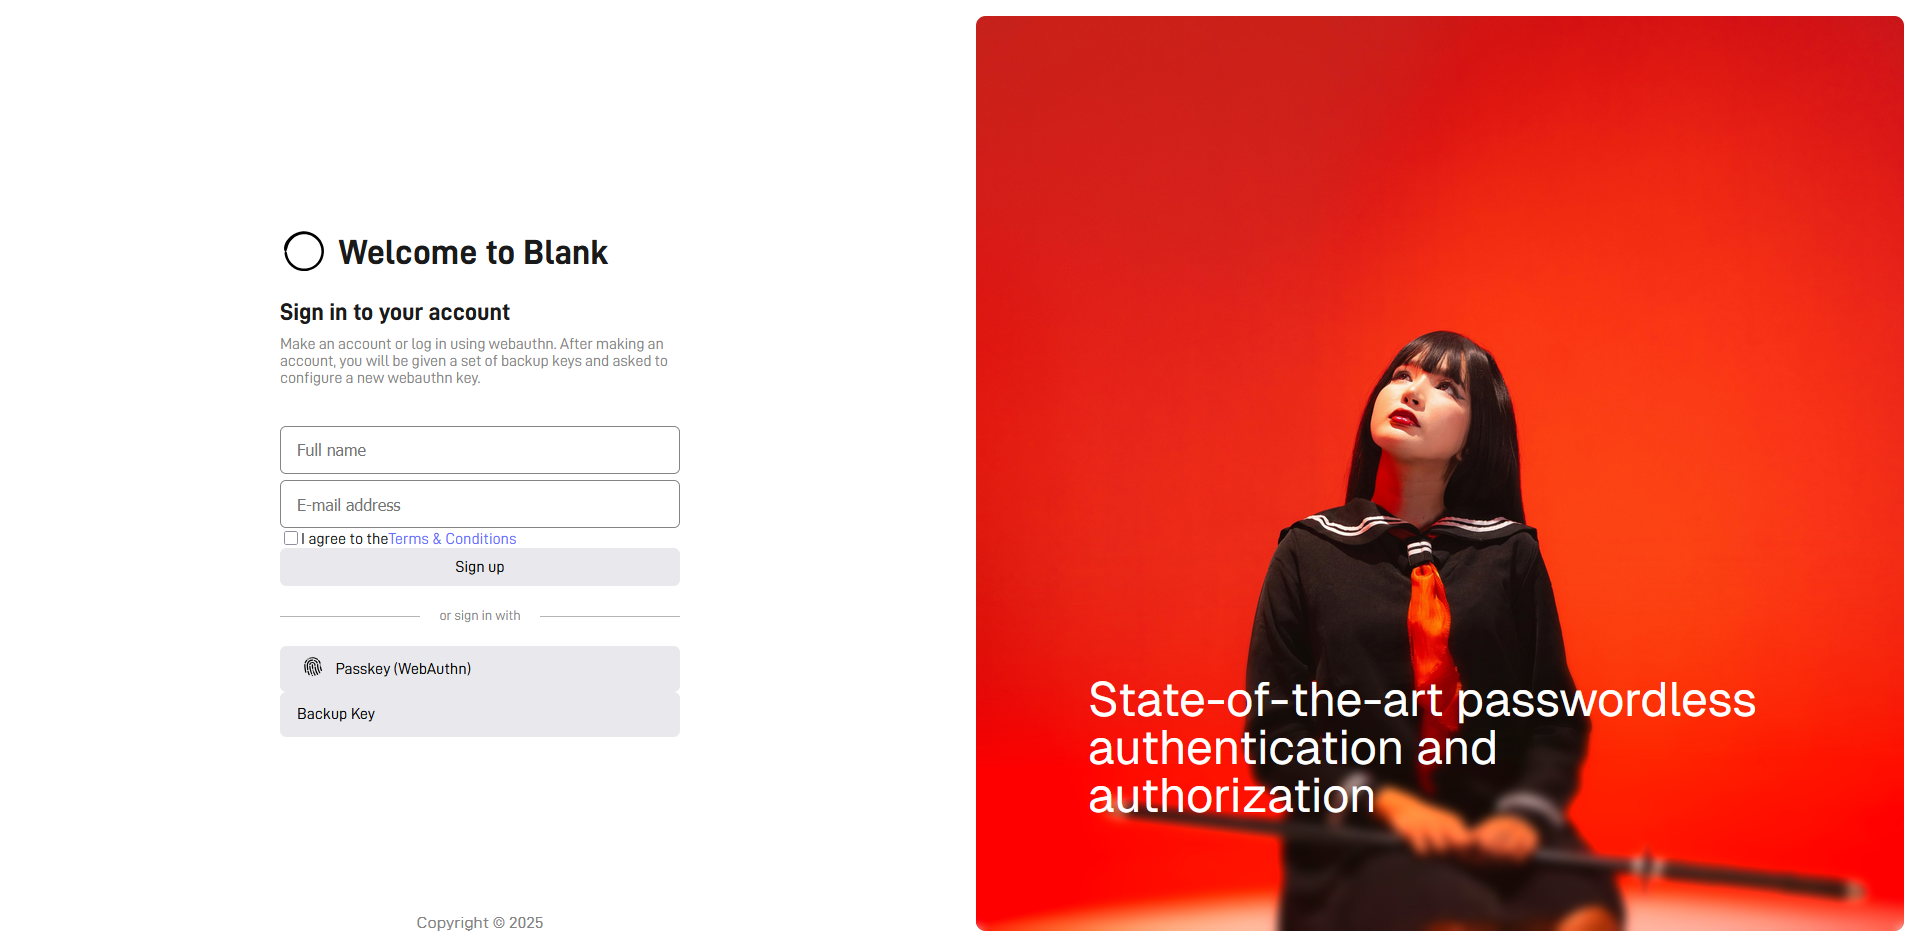 Welcome to Blank
Sign in to your account
Make an account or log in using webauthn. After making an
account, you will be given a set of backup keys and asked to
configure a new webauthn key.
Full name
E-mail address
I agree to theTerms & Conditions
Sign up
or sign in with
Passkey (WebAuthn)
Backup Key
Copyright © 2025
State-of-the-art passwordless
authentication and
authorization